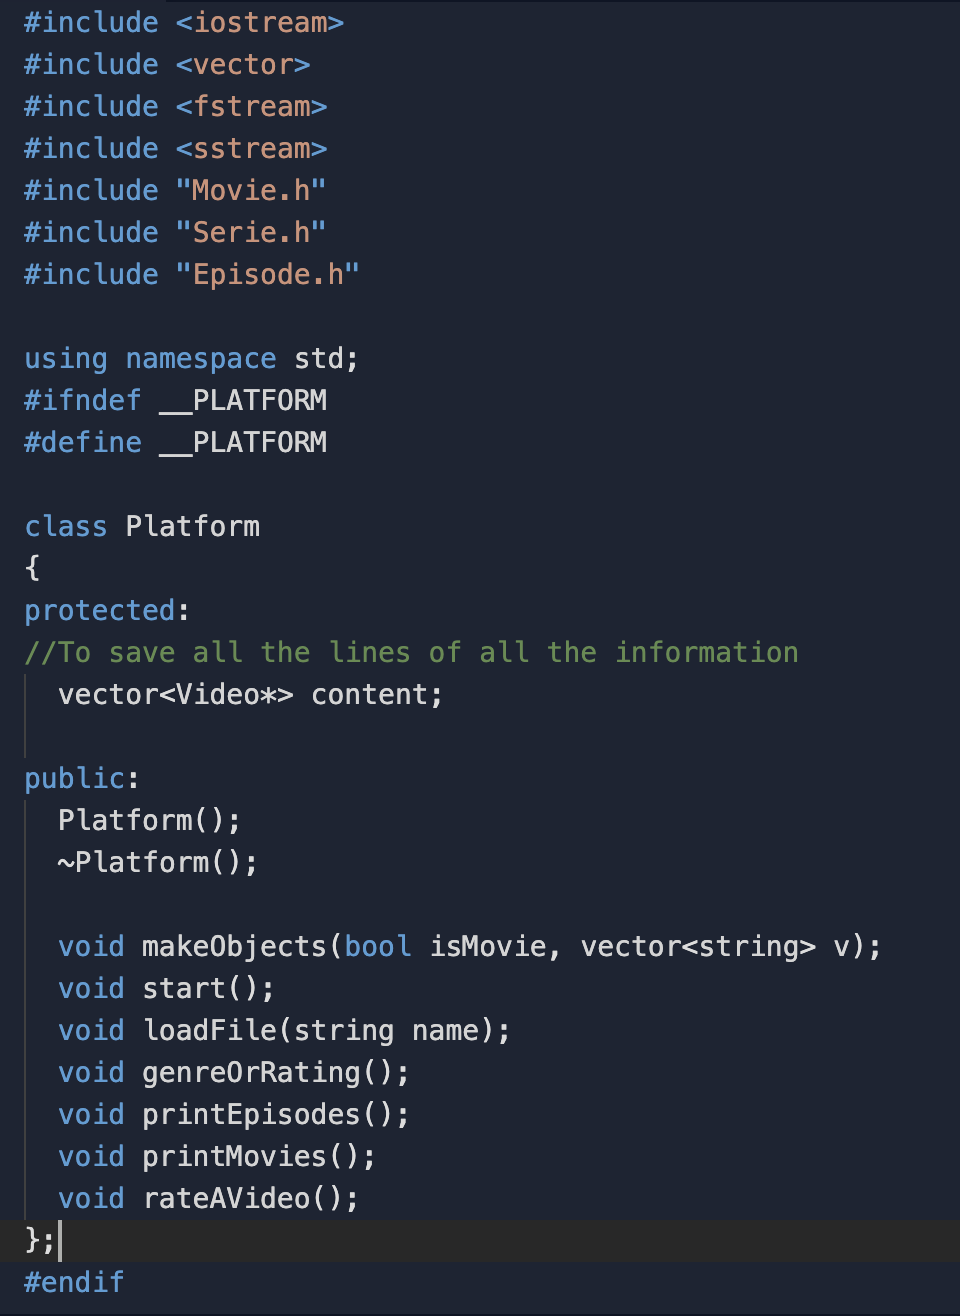 #include <iostream>
#include <vector>
#include <fstream>
#include <sstream>
#include "Movie.h"
#include "Serie.h"
#include "Episode.h"

using namespace std;
#ifndef __PLATFORM
#define __PLATFORM

class Platform
{
protected:
//To save all the lines of all the information
  vector<Video*> content;

public:
  Platform();
  ~Platform();

  void makeObjects(bool isMovie, vector<string> v);
  void start();
  void loadFile(string name);
  void genreOrRating();
  void printEpisodes();
  void printMovies();
  void rateAVideo();
};
#endif